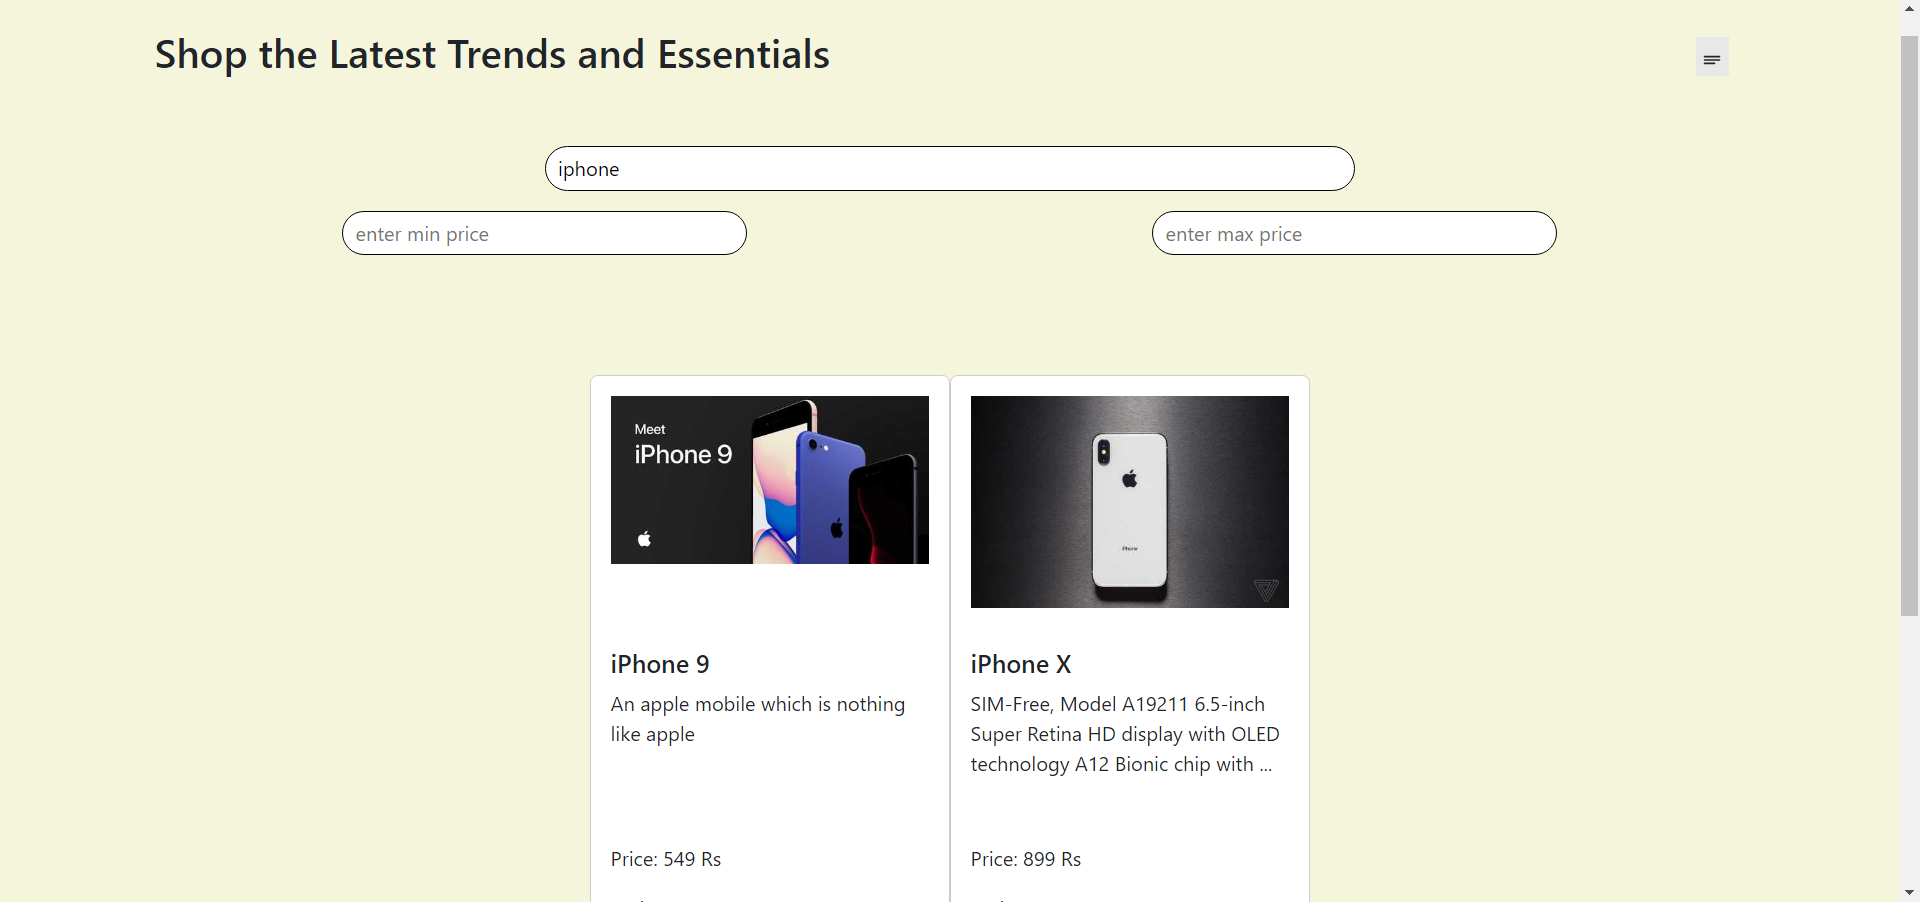 Shop the Latest Trends and Essentials
iphone
enter min price
enter max price
Meet
iPhone 9
iPhone
iPhone 9
An apple mobile which is nothing
like apple
Price: 549 Rs
iPhone X
SIM-Free, Model A19211 6.5-inch
Super Retina HD display with OLED
technology A12 Bionic chip with ...
Price: 899 Rs